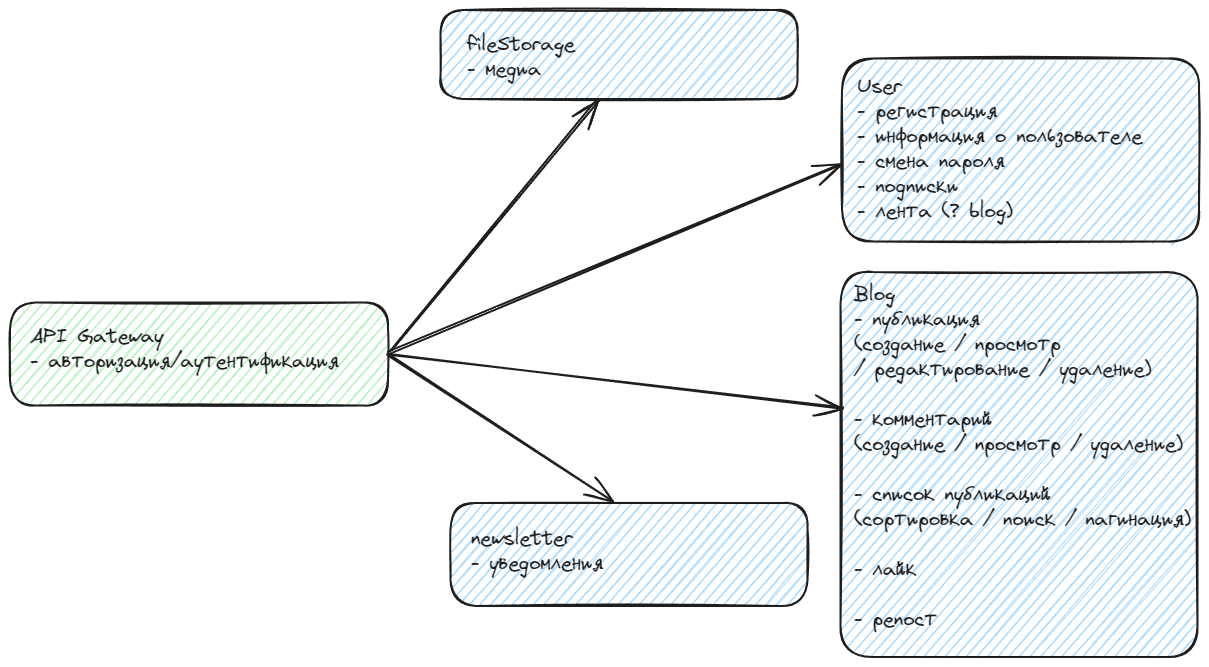 fileStorage
- медиа
User
- регистрация
- информация о пользователе
- смена пароля
- подписки
- лента (? blog)
API Gateway
- авторизация/аутентификация
Blog
- публикация
(создание / просмотр
/ редактирование / удаление)
- комментарий
(создание / просмотр / удаление)
- список публикаций
(сортировка / поиск / пагинация)
- лайк
- репост
newsletter
- уведомления